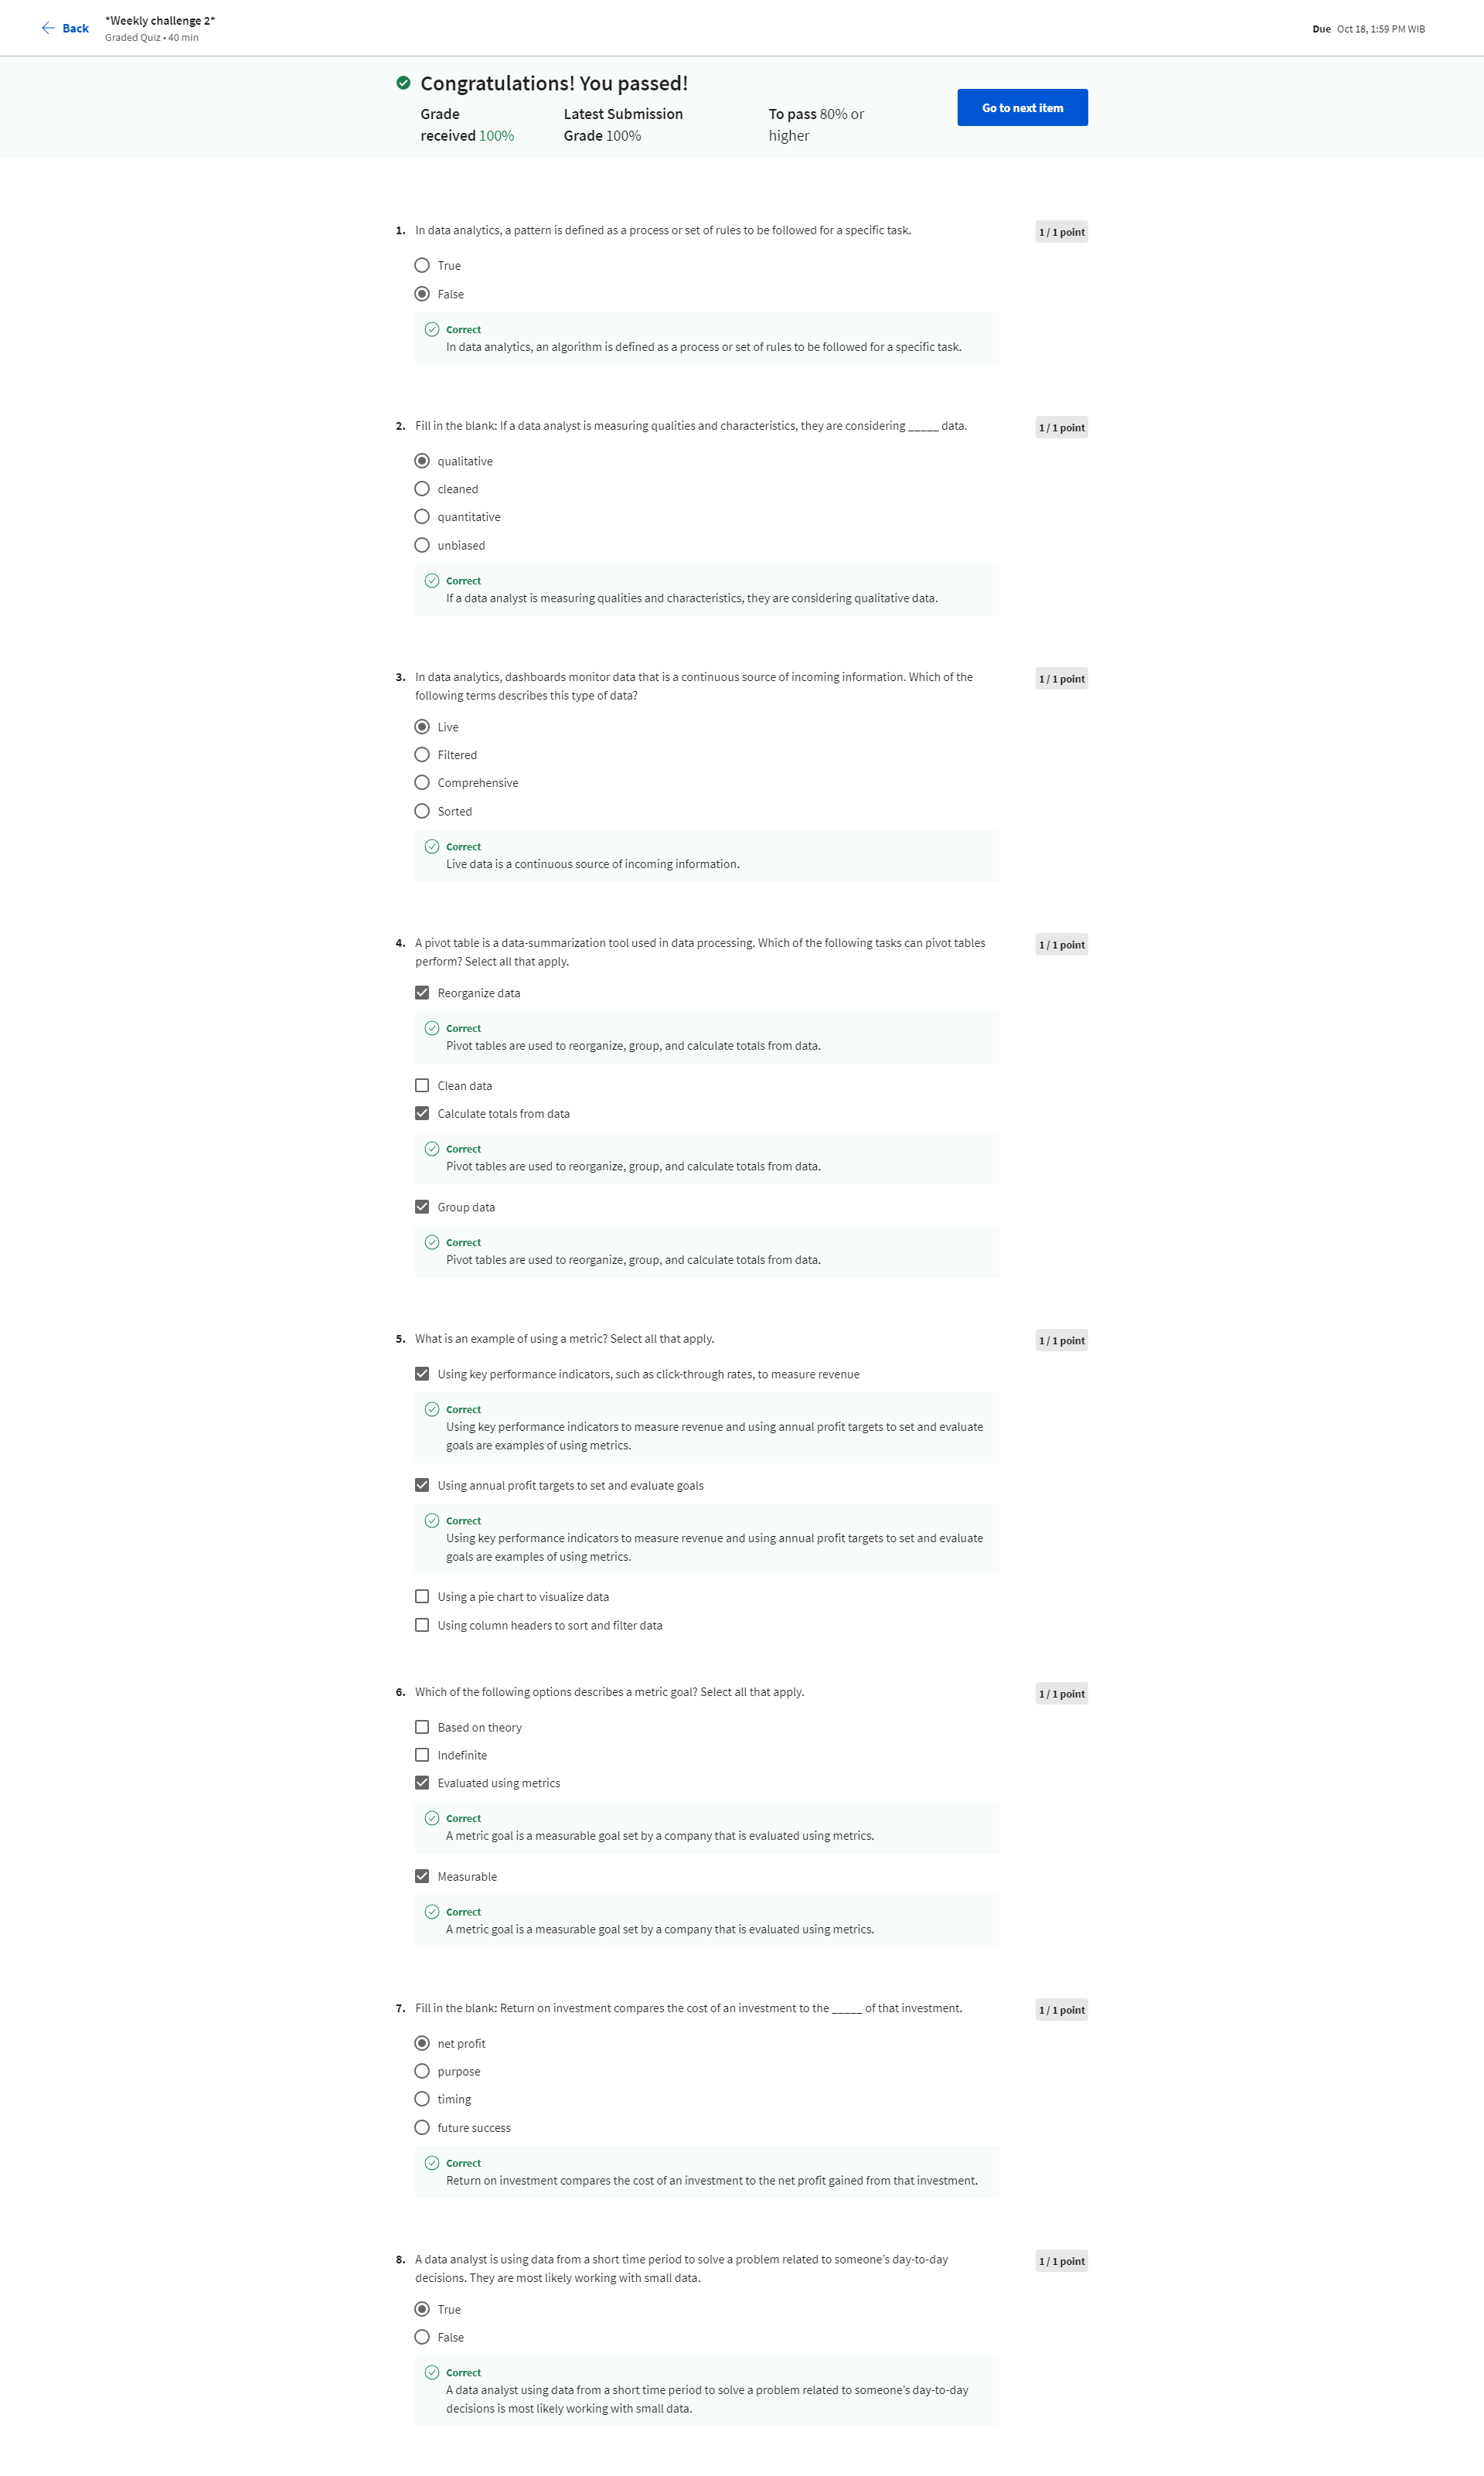 Back
*Weekly challenge 2*
Graded Quiz • 40 min
Due Oct 18, 1:59 PM WIB
Congratulations! You passed!
Grade received 100%
Latest Submission Grade 100%
To pass 80% or higher
Go to next item
1. In data analytics, a pattern is defined as a process or set of rules to be followed for a specific task.
1 / 1 point
True
False
Correct
In data analytics, an algorithm is defined as a process or set of rules to be followed for a specific task.
2. Fill in the blank: If a data analyst is measuring qualities and characteristics, they are considering _____ data.
1 / 1 point
qualitative
cleaned
quantitative
unbiased
Correct
If a data analyst is measuring qualities and characteristics, they are considering qualitative data.
3. In data analytics, dashboards monitor data that is a continuous source of incoming information. Which of the
following terms describes this type of data?
1 / 1 point
Live
Filtered
Comprehensive
Sorted
Correct
Live data is a continuous source of incoming information.
4. A pivot table is a data-summarization tool used in data processing. Which of the following tasks can pivot tables
perform? Select all that apply.
1 / 1 point
Reorganize data
Correct
Pivot tables are used to reorganize, group, and calculate totals from data.
Clean data
Calculate totals from data
Correct
Pivot tables are used to reorganize, group, and calculate totals from data.
Group data
Correct
Pivot tables are used to reorganize, group, and calculate totals from data.
5. What is an example of using a metric? Select all that apply.
1 / 1 point
Using key performance indicators, such as click-through rates, to measure revenue
Correct
Using key performance indicators to measure revenue and using annual profit targets to set and evaluate
goals are examples of using metrics.
Using annual profit targets to set and evaluate goals
Correct
Using key performance indicators to measure revenue and using annual profit targets to set and evaluate
goals are examples of using metrics.
Using a pie chart to visualize data
Using column headers to sort and filter data
6. Which of the following options describes a metric goal? Select all that apply.
1 / 1 point
Based on theory
Indefinite
Evaluated using metrics
Correct
A metric goal is a measurable goal set by a company that is evaluated using metrics.
Measurable
Correct
A metric goal is a measurable goal set by a company that is evaluated using metrics.
7. Fill in the blank: Return on investment compares the cost of an investment to the _____ of that investment.
1 / 1 point
net profit
purpose
timing
future success
Correct
Return on investment compares the cost of an investment to the net profit gained from that investment.
8. A data analyst is using data from a short time period to solve a problem related to someone’s day-to-day
decisions. They are most likely working with small data.
1 / 1 point
True
False
Correct
A data analyst using data from a short time period to solve a problem related to someone’s day-to-day
decisions is most likely working with small data.